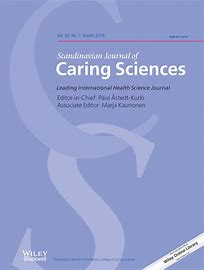 Vol. 32 No. 1 March 2018
Scandinavian Journal of
Caring Sciences
Leading International Health Science Journal
Editor-in-Chief: Päivi Åstedt-Kurki
Associate Editor: Marja Kaunonen
CSS
WILEY
Blackwell
Wiley Online Library